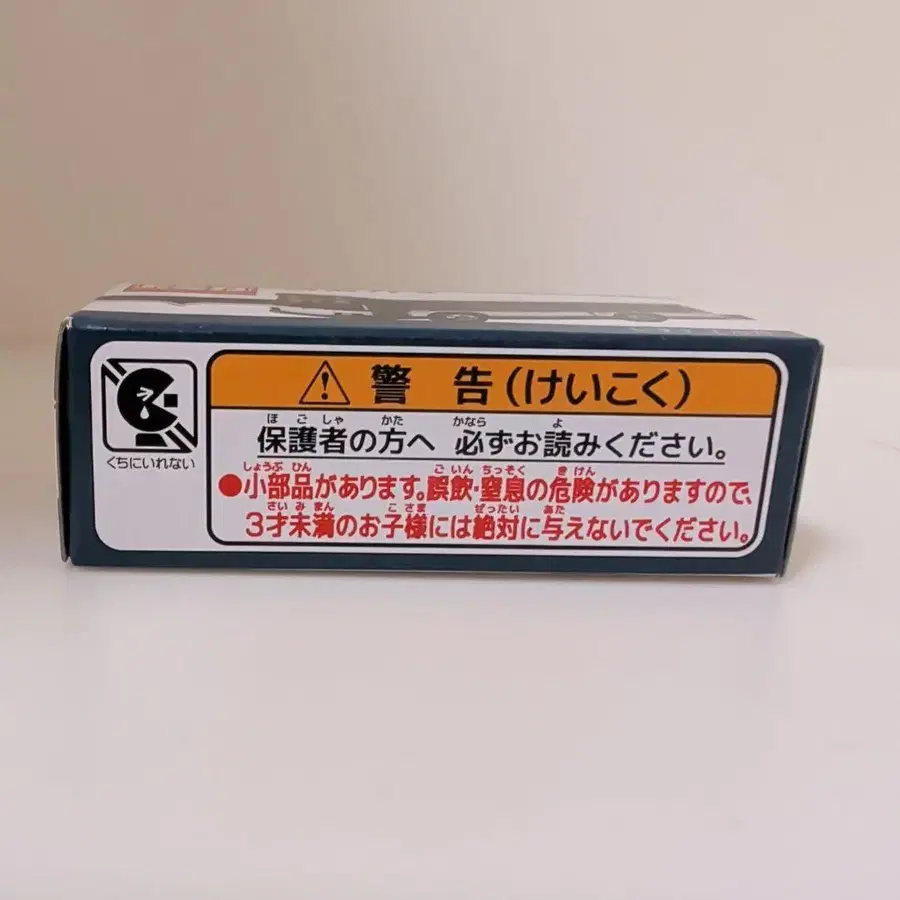 警 告(けいこく)
保護者の方へ 必ずお読みください。
●小部品があります。誤飲・窒息の危険がありますので、
3才未満のお子様には絶対に与えないでください。
くちにいれない
ほ ご しゃ かた かなら よ
しょうぶ ひん ご いん ちっそく き けん
さい み まん こ さま ぜったい あた